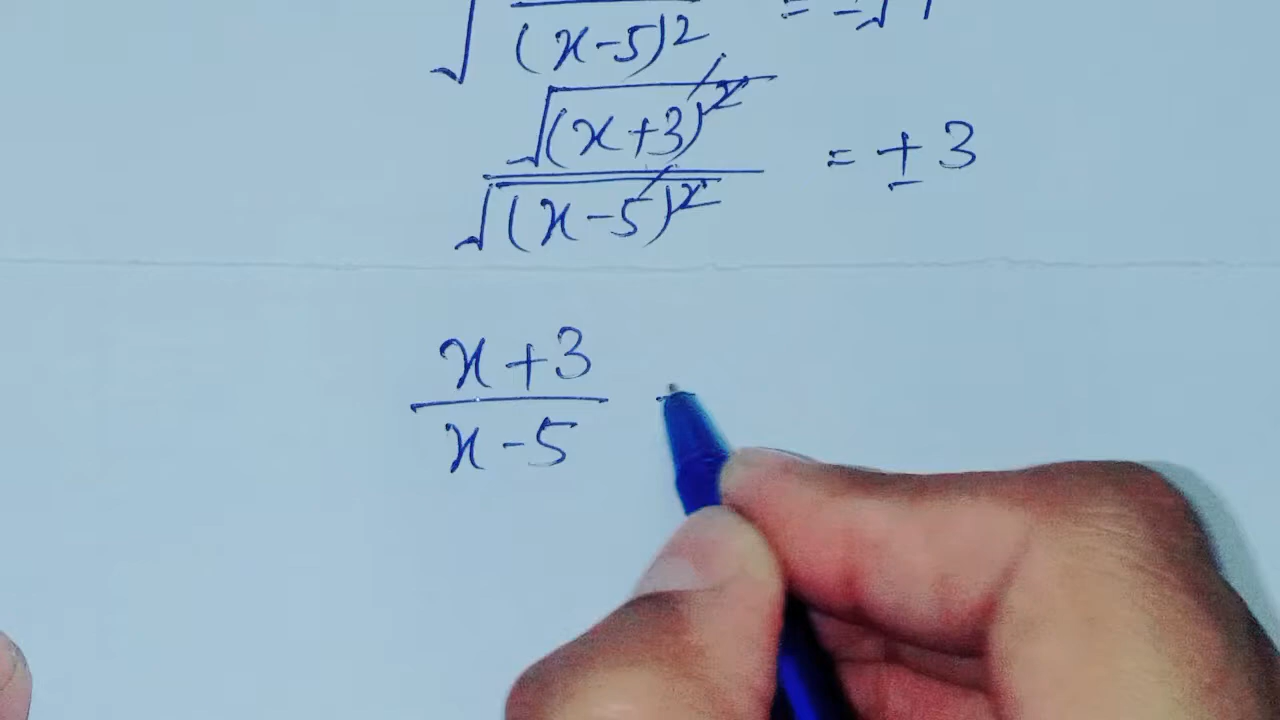 √(x-5)² = ±√
√(x+3)² / √(x-5)² = ± 3
x+3 / x-5